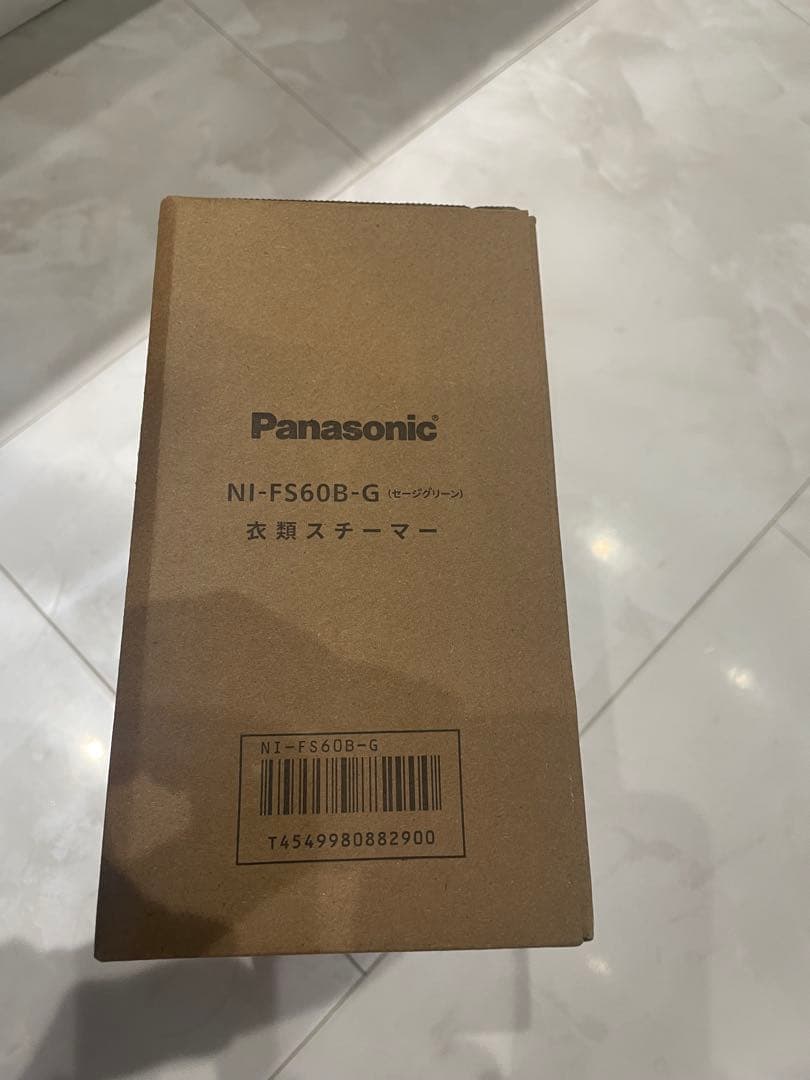 Panasonic®
NI-FS60B-G (セージグリーン)
衣類スチーマー
NI-FS60B-G
T4549980882900